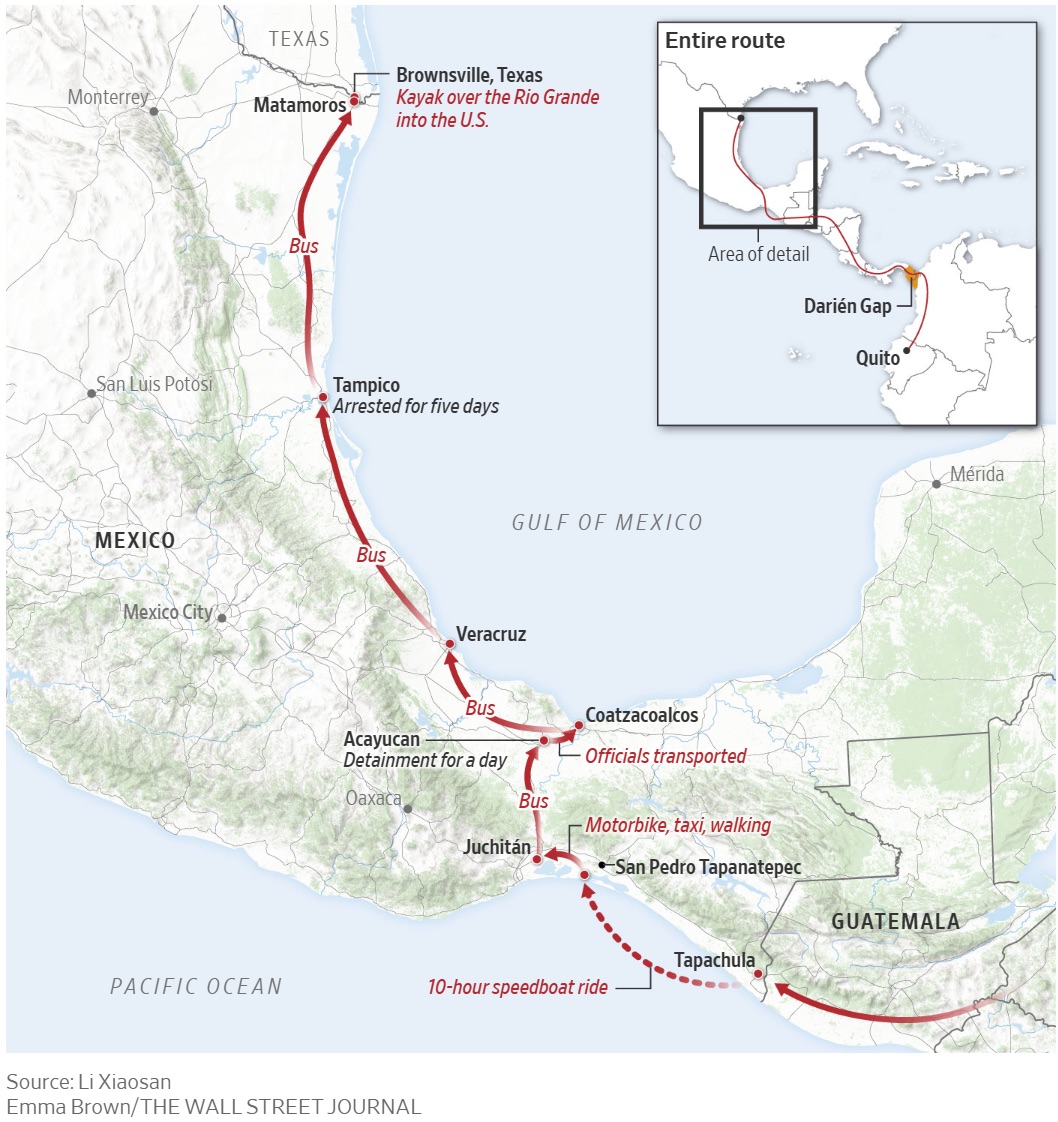 TEXAS
Monterrey
Matamoros
Brownsville, Texas
Kayak over the Rio Grande
into the U.S.
Bus
San Luis Potosí
Tampico
Arrested for five days
GULF OF MEXICO
Mérida
MEXICO
Bus
Mexico City
Veracruz
Bus
Coatzacoalcos
Acayucan
Detainment for a day
Officials transported
Oaxaca
Bus
Motorbike, taxi, walking
Juchitán
San Pedro Tapanatepec
GUATEMALA
Tapachula
PACIFIC OCEAN
10-hour speedboat ride
Entire route
Area of detail
Darién Gap
Quito
Source: Li Xiaosan
Emma Brown/THE WALL STREET JOURNAL